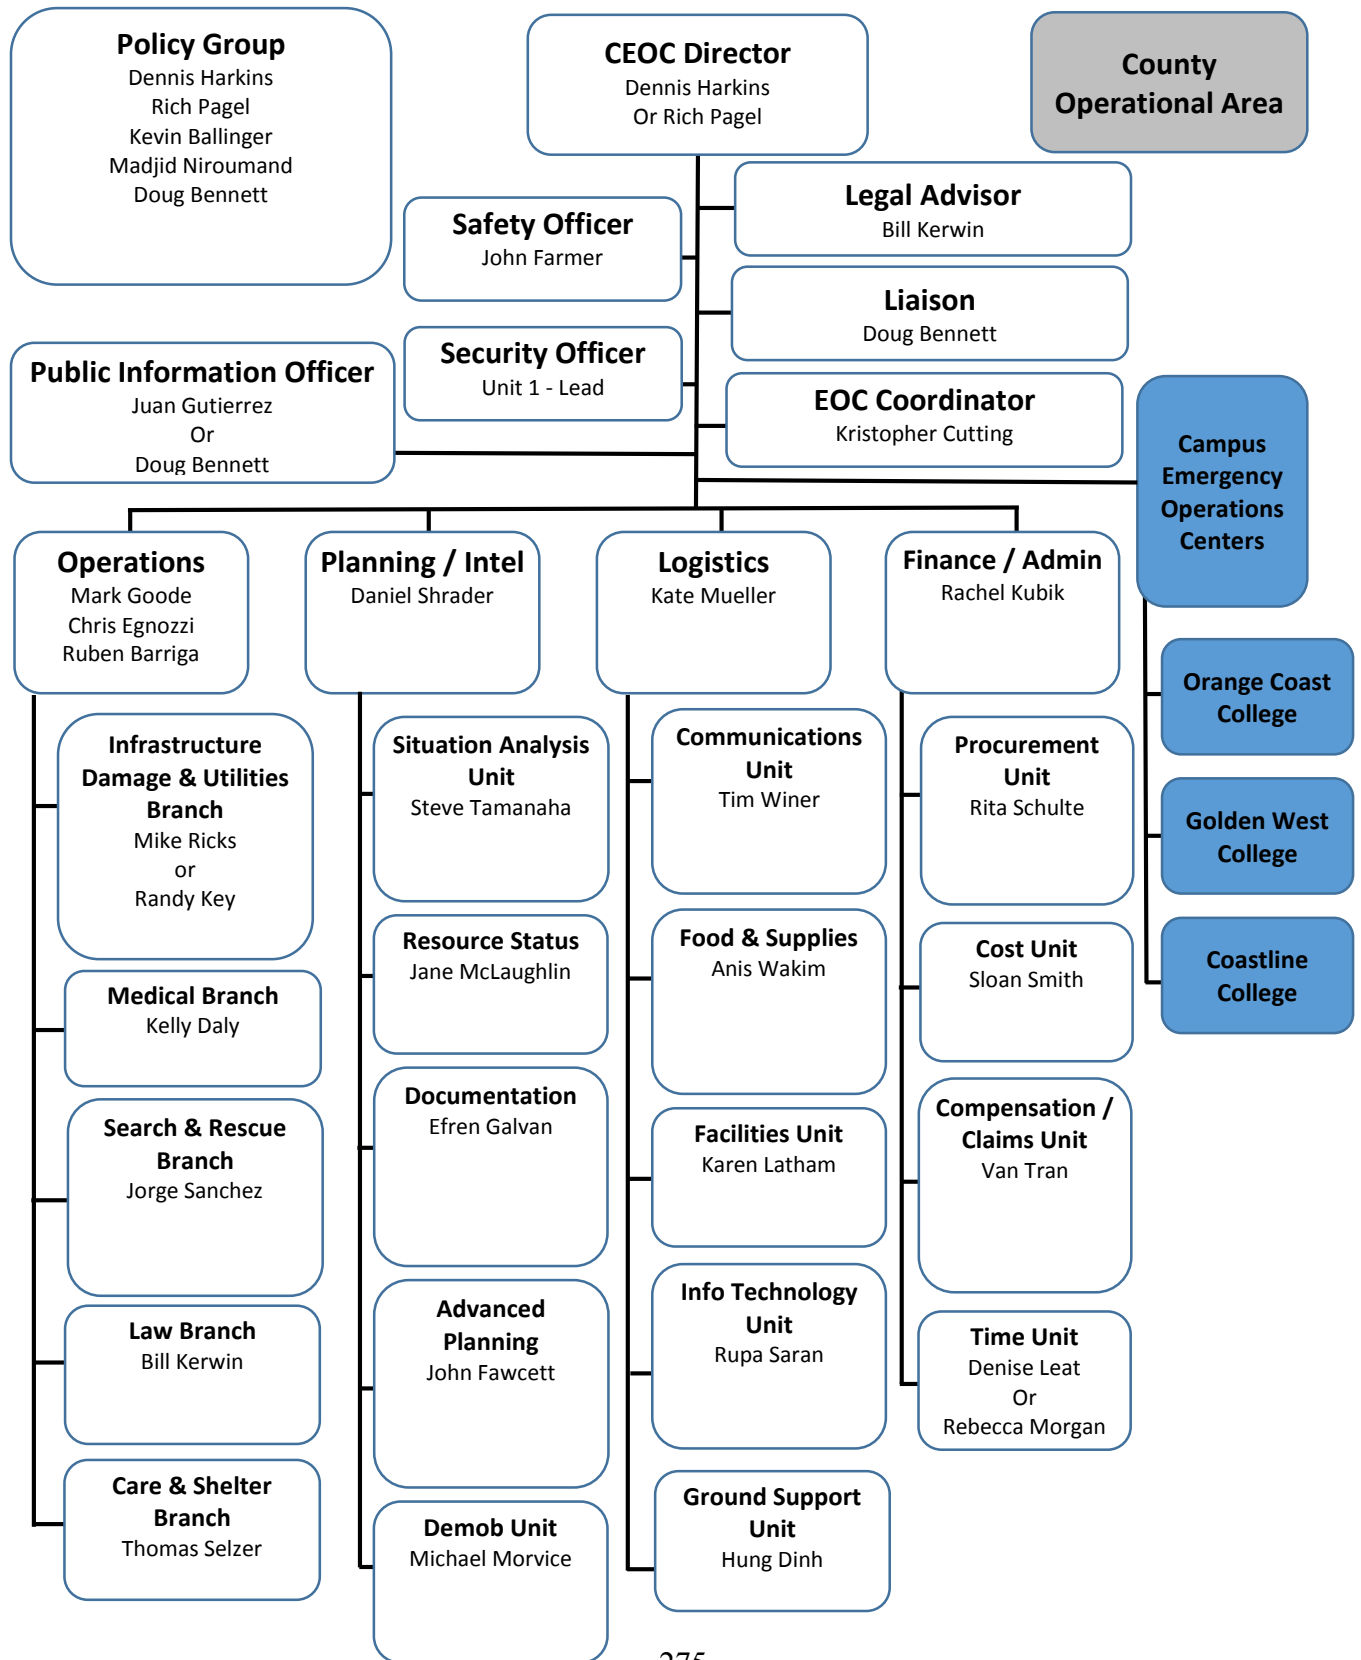 Policy Group
Dennis Harkins
Rich Pagel
Kevin Ballinger
Madjid Niroumand
Doug Bennett
CEOC Director
Dennis Harkins
Or Rich Pagel
County
Operational Area
Safety Officer
John Farmer
Legal Advisor
Bill Kerwin
Liaison
Doug Bennett
Security Officer
Unit 1 - Lead
Public Information Officer
Juan Gutierrez
Or
Doug Bennett
EOC Coordinator
Kristopher Cutting
Campus
Emergency
Operations
Centers
Orange Coast
College
Golden West
College
Coastline
College
Operations
Mark Goode
Chris Egnozzi
Ruben Barriga
Infrastructure
Damage & Utilities
Branch
Mike Ricks
or
Randy Key
Medical Branch
Kelly Daly
Search & Rescue
Branch
Jorge Sanchez
Law Branch
Bill Kerwin
Care & Shelter
Branch
Thomas Selzer
Planning / Intel
Daniel Shrader
Situation Analysis
Unit
Steve Tamanaha
Resource Status
Jane McLaughlin
Documentation
Efren Galvan
Advanced
Planning
John Fawcett
Demob Unit
Michael Morvice
Logistics
Kate Mueller
Communications
Unit
Tim Winer
Food & Supplies
Anis Wakim
Facilities Unit
Karen Latham
Info Technology
Unit
Rupa Saran
Ground Support
Unit
Hung Dinh
Finance / Admin
Rachel Kubik
Procurement
Unit
Rita Schulte
Cost Unit
Sloan Smith
Compensation /
Claims Unit
Van Tran
Time Unit
Denise Leat
Or
Rebecca Morgan
275